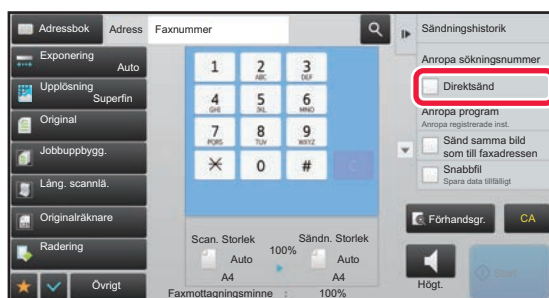 Adressbok Adress Faxnummer
Exponering
Auto
Upplösning
Superfin
Original
Jobbuppbygg.
Lång. scannlä.
Originalräknare
Radering
Övrigt
1 2 ABC 3 DEF
4 GHI 5 JKL 6 MNO
7 PQRS 8 TUV 9 WXYZ
0 #
C
Scan. Storlek 100% Sändn. Storlek
Auto Auto
A4 A4
Faxmottagningsminne : 100%
Sändningshistorik
Anropa sökningsnummer
Direktsänd
Anropa program
Anropa registrerade inst.
Sänd samma bild
som till faxadressen
Snabbfil
Spara data tillfälligt
Förhandsgr. CA
Högt. Start